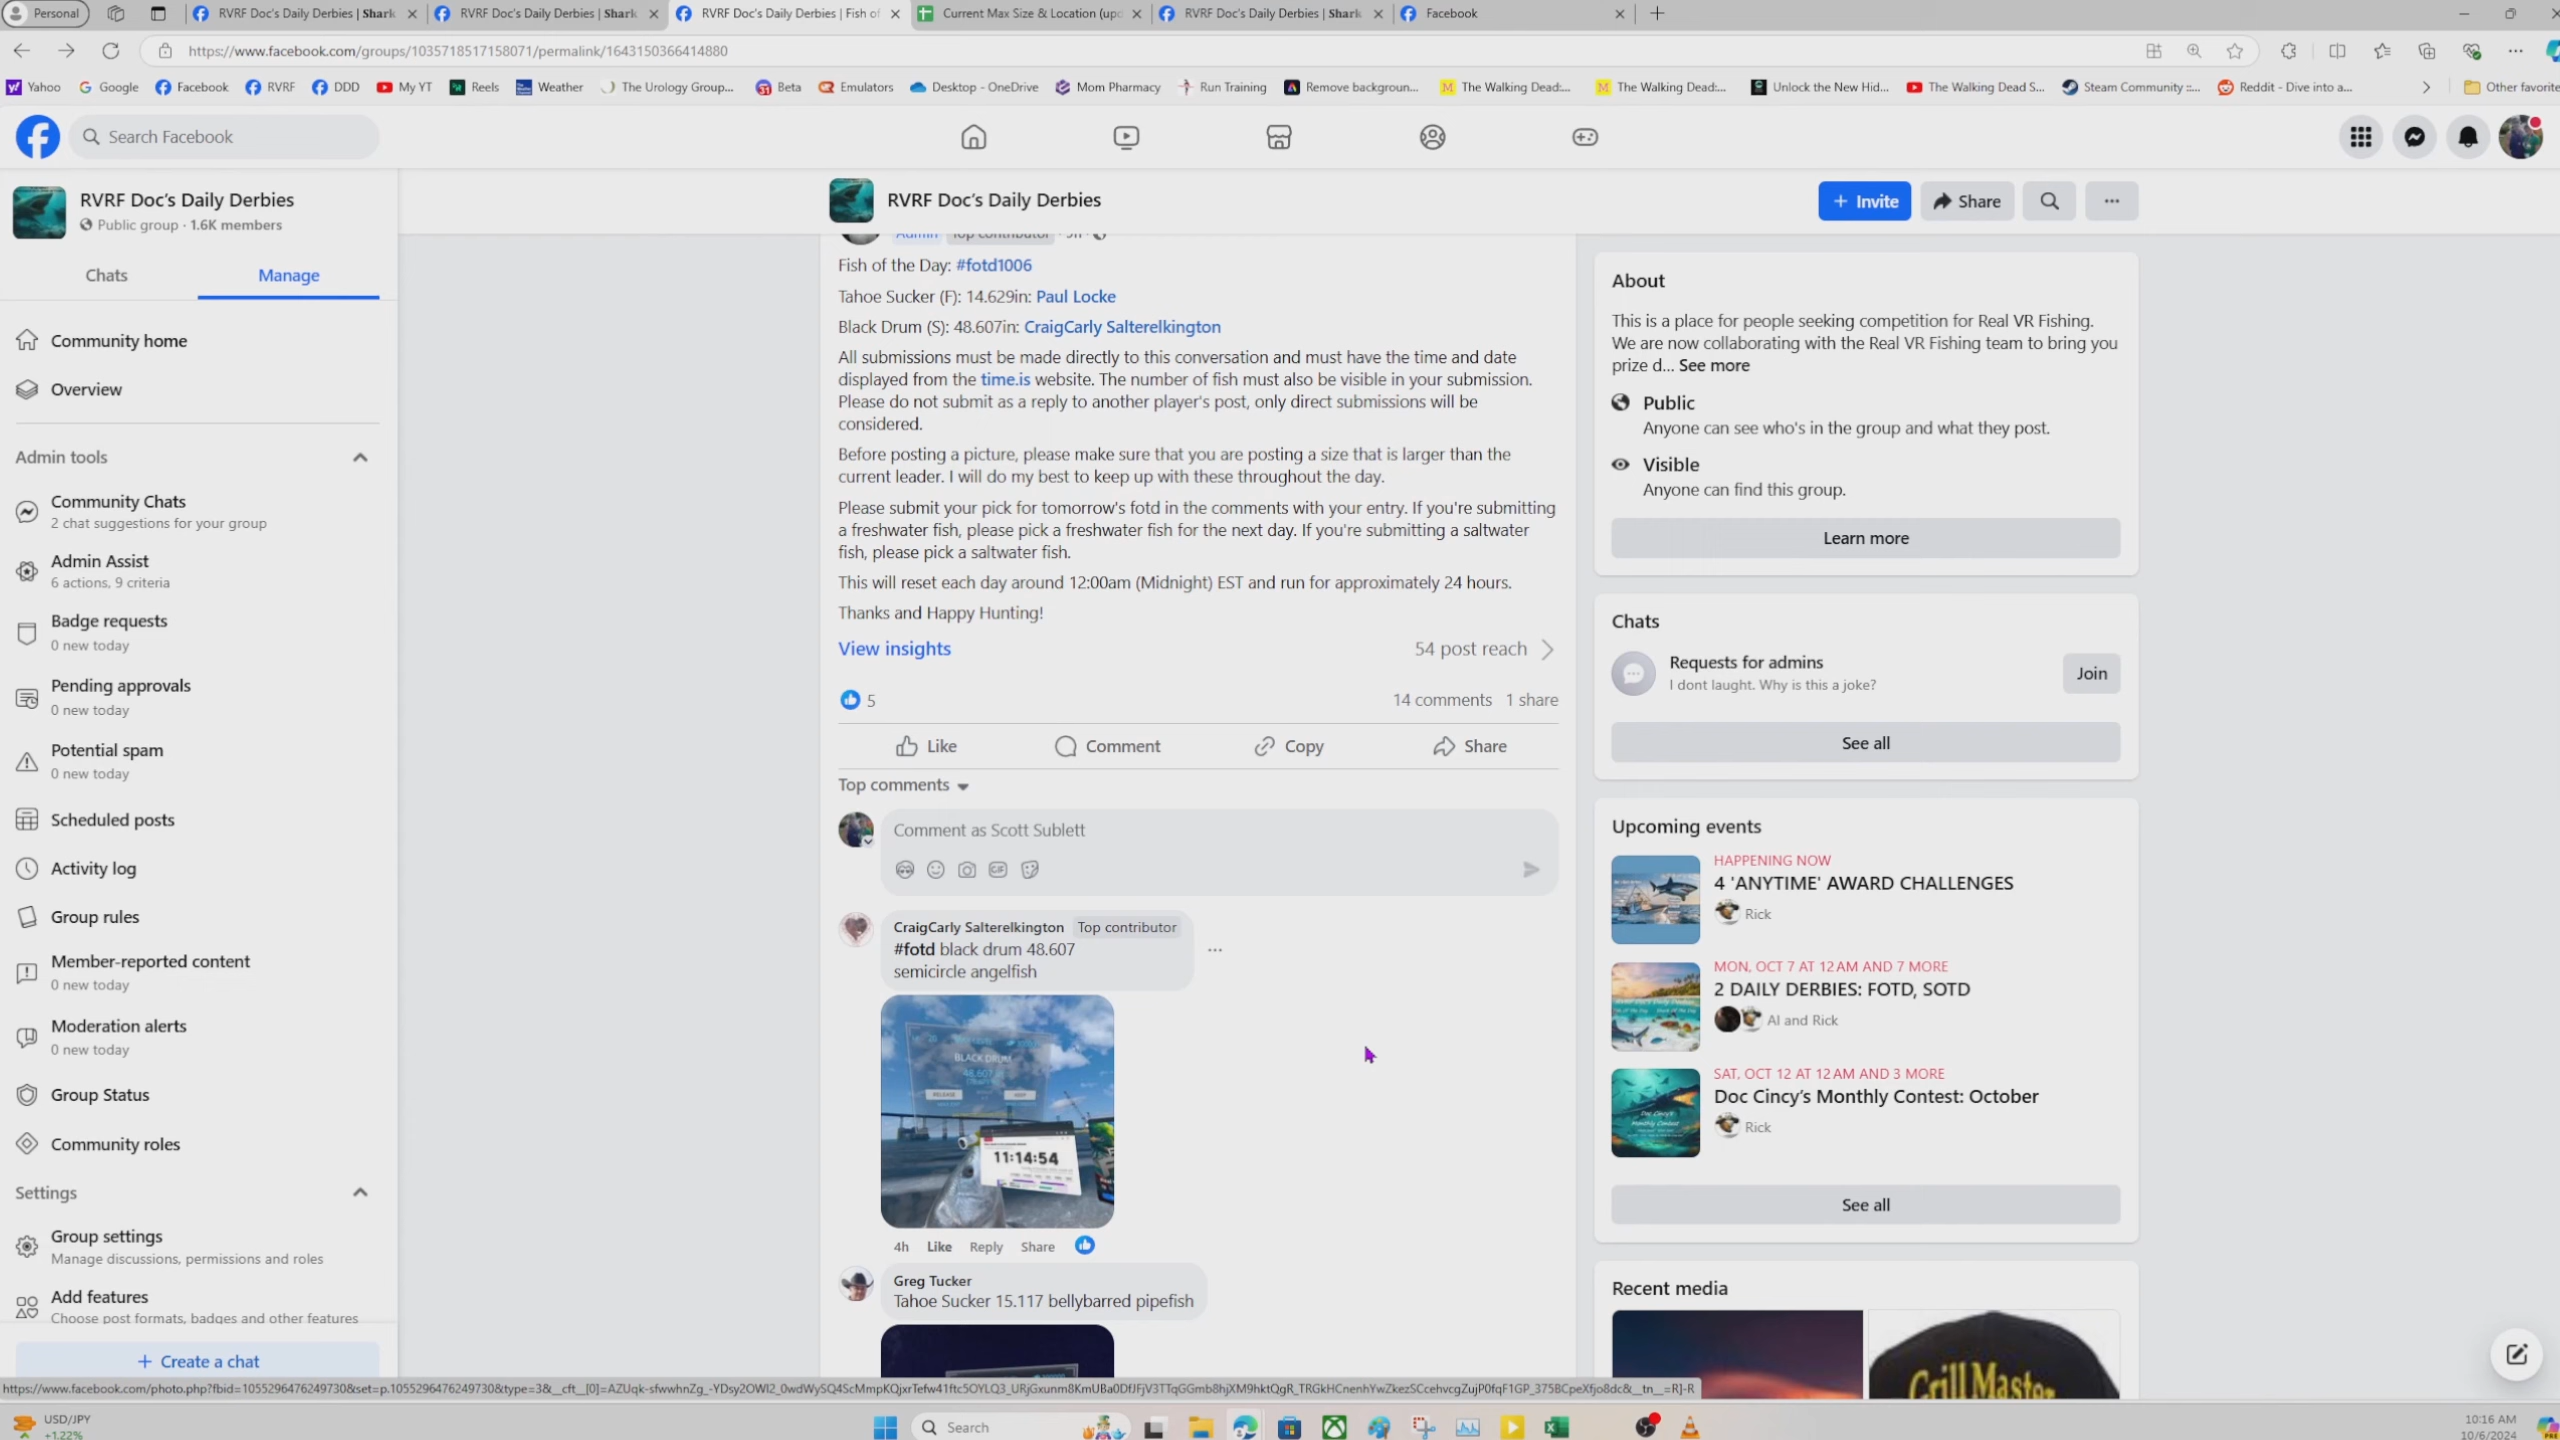 Personal
RVRF Doc's Daily Derbies | Shark
RVRF Doc's Daily Derbies | Shark
RVRF Doc's Daily Derbies | Fish of
Current Max Size & Location (upd
RVRF Doc's Daily Derbies | Shark
Facebook
https://www.facebook.com/groups/1035718517158071/permalink/1643150366414880
Yahoo
Google
Facebook
RVRF
DDD
My YT
Reels
Weather
The Urology Group...
Beta
Emulators
Desktop - OneDrive
Mom Pharmacy
Run Training
Remove backgroun...
The Walking Dead:...
The Walking Dead:...
Unlock the New Hid...
The Walking Dead S...
Steam Community ::...
Reddit - Dive into a...
Other favorite
Search Facebook
RVRF Doc's Daily Derbies
Public group · 1.6K members
Chats
Manage
Community home
Overview
Admin tools
Community Chats
2 chat suggestions for your group
Admin Assist
6 actions, 9 criteria
Badge requests
0 new today
Pending approvals
0 new today
Potential spam
0 new today
Scheduled posts
Activity log
Group rules
Member-reported content
0 new today
Moderation alerts
0 new today
Group Status
Community roles
Settings
Group settings
Manage discussions, permissions and roles
Add features
Choose post formats, badges and other features
+ Create a chat
RVRF Doc's Daily Derbies
+ Invite
Share
Admin Top contributor · 9h ·
Fish of the Day: #fotd1006
Tahoe Sucker (F): 14.629in: Paul Locke
Black Drum (S): 48.607in: CraigCarly Salterelkington
All submissions must be made directly to this conversation and must have the time and date
displayed from the time.is website. The number of fish must also be visible in your submission.
Please do not submit as a reply to another player's post, only direct submissions will be
considered.
Before posting a picture, please make sure that you are posting a size that is larger than the
current leader. I will do my best to keep up with these throughout the day.
Please submit your pick for tomorrow's fotd in the comments with your entry. If you're submitting
a freshwater fish, please pick a freshwater fish for the next day. If you're submitting a saltwater
fish, please pick a saltwater fish.
This will reset each day around 12:00am (Midnight) EST and run for approximately 24 hours.
Thanks and Happy Hunting!
View insights
54 post reach
5
14 comments 1 share
Like
Comment
Copy
Share
Top comments
Comment as Scott Sublett
GIF
CraigCarly Salterelkington Top contributor
#fotd black drum 48.607
semicircle angelfish
BLACK DRUM
48.607
RELEASE
KEEP
11:14:54
4h Like Reply Share
Greg Tucker
Tahoe Sucker 15.117 bellybarred pipefish
About
This is a place for people seeking competition for Real VR Fishing.
We are now collaborating with the Real VR Fishing team to bring you
prize d... See more
Public
Anyone can see who's in the group and what they post.
Visible
Anyone can find this group.
Learn more
Chats
Requests for admins
I dont laught. Why is this a joke?
Join
See all
Upcoming events
HAPPENING NOW
4 'ANYTIME' AWARD CHALLENGES
Rick
MON, OCT 7 AT 12AM AND 7 MORE
2 DAILY DERBIES: FOTD, SOTD
Al and Rick
SAT, OCT 12 AT 12AM AND 3 MORE
Doc Cincy's Monthly Contest: October
Rick
See all
Recent media
Grill Master
USD/JPY
+1.22%
Search
10:16 AM
10/6/2024